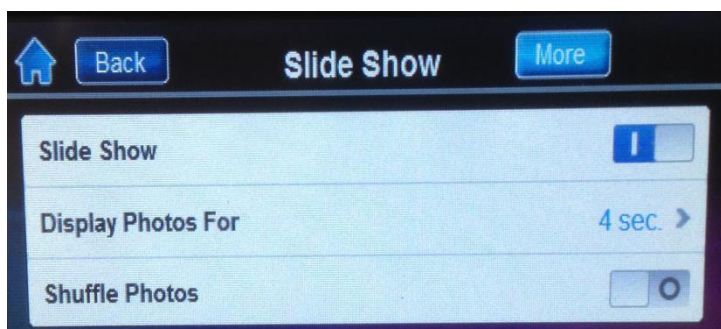 Back Slide Show More
Slide Show I
Display Photos For 4 sec. >
Shuffle Photos O